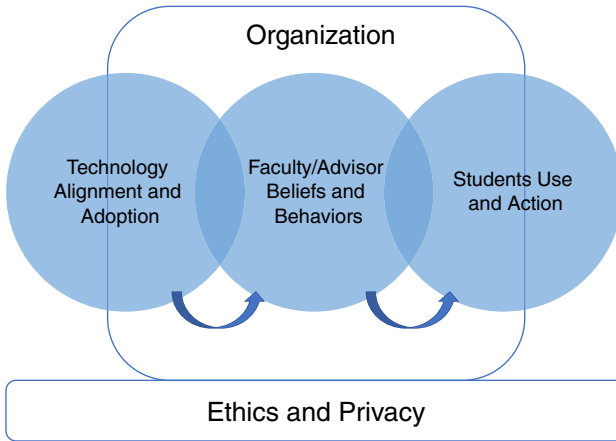 Organization
Technology
Alignment and
Adoption
Faculty/Advisor
Beliefs and
Behaviors
Students Use
and Action
Ethics and Privacy